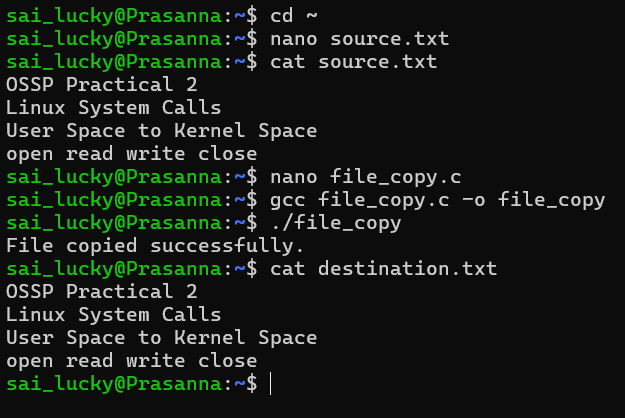 sai_lucky@Prasanna:~$ cd ~
sai_lucky@Prasanna:~$ nano source.txt
sai_lucky@Prasanna:~$ cat source.txt
OSSP Practical 2
Linux System Calls
User Space to Kernel Space
open read write close
sai_lucky@Prasanna:~$ nano file_copy.c
sai_lucky@Prasanna:~$ gcc file_copy.c -o file_copy
sai_lucky@Prasanna:~$ ./file_copy
File copied successfully.
sai_lucky@Prasanna:~$ cat destination.txt
OSSP Practical 2
Linux System Calls
User Space to Kernel Space
open read write close
sai_lucky@Prasanna:~$